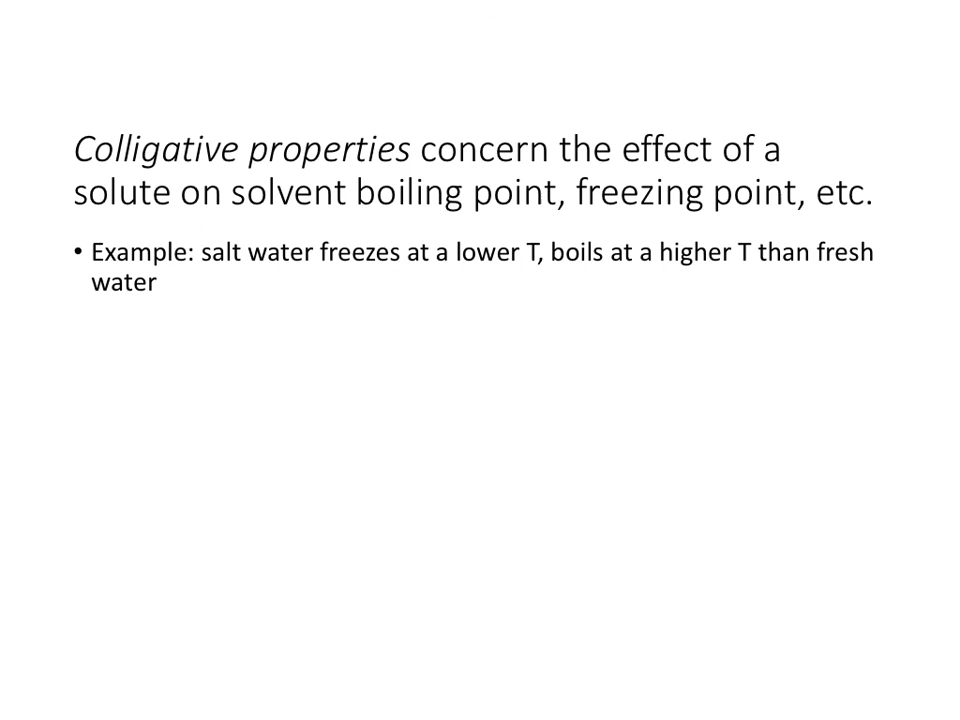 Colligative properties concern the effect of a
solute on solvent boiling point, freezing point, etc.
• Example: salt water freezes at a lower T, boils at a higher T than fresh
water